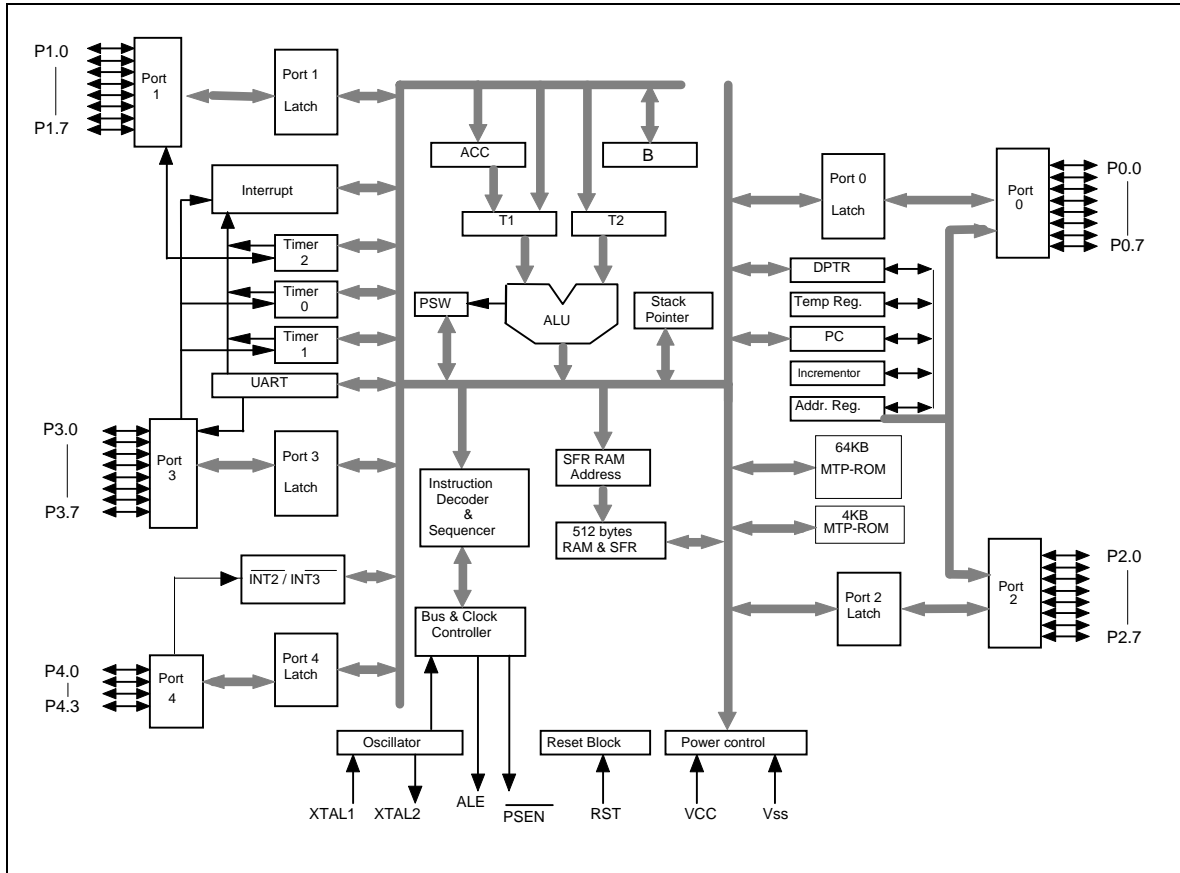 P1.0
P1.7
Port
1
Port 1
Latch
ACC
B
Port 0
Latch
Port
0
P0.0
P0.7
Interrupt
T1
T2
Timer
2
DPTR
Timer
0
PSW
ALU
Stack
Pointer
Temp Reg.
Timer
1
PC
UART
Incrementor
Addr. Reg.
P3.0
P3.7
Port
3
Port 3
Latch
Instruction
Decoder
&
Sequencer
SFR RAM
Address
64KB
MTP-ROM
512 bytes
RAM & SFR
4KB
MTP-ROM
INT2 / INT3
Bus & Clock
Controller
Port 2
Latch
Port
2
P2.0
P2.7
P4.0
P4.3
Port
4
Port 4
Latch
Oscillator
Reset Block
Power control
XTAL1
XTAL2
ALE
PSEN
RST
VCC
Vss